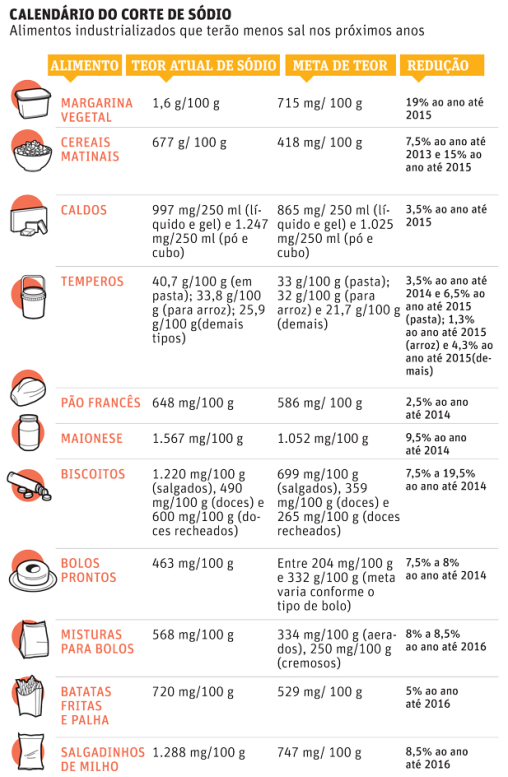 CALENDÁRIO DO CORTE DE SÓDIO
Alimentos industrializados que terão menos sal nos próximos anos
ALIMENTO TEOR ATUAL DE SÓDIO META DE TEOR REDUÇÃO
MARGARINA
VEGETAL
1,6 g/100 g
715 mg/ 100 g
19% ao ano até
2015
CEREAIS
MATINAIS
677 g/ 100 g
418 mg/ 100 g
7,5% ao ano até
2013 e 15% ao
ano até 2015
CALDOS
997 mg/250 ml (lí-
quido e gel) e 1.247
mg/250 ml (pó e
cubo)
865 mg/ 250 ml (lí-
quido e gel) e 1.025
mg/250 ml (pó e
cubo)
3,5% ao ano até
2015
TEMPEROS
40,7 g/100 g (em
pasta); 33,8 g/100
g (para arroz); 25,9
g/100 g(demais
tipos)
33 g/100 g (pasta);
32 g/100 g (para
arroz) e 21,7 g/100 g
(demais)
3,5% ao ano até
2014 e 6,5% ao
ano até 2015
(pasta); 1,3%
ao ano até 2015
(arroz) e 4,3% ao
ano até 2015(de-
mais)
PÃO FRANCÊS
648 mg/100 g
586 mg/ 100 g
2,5% ao ano
até 2014
MAIONESE
1.567 mg/100 g
1.052 mg/100 g
9,5% ao ano
até 2014
BISCOITOS
1.220 mg/100 g
(salgados), 490
mg/100 g (doces) e
600 mg/100 g (do-
ces recheados)
699 mg/100 g
(salgados), 359
mg/100 g (doces) e
265 mg/100 g (doces
recheados)
7,5% a 19,5%
ao ano até 2014
BOLOS
PRONTOS
463 mg/100 g
Entre 204 mg/100 g
e 332 g/100 g (meta
varia conforme o
tipo de bolo)
7,5% a 8%
ao ano até 2014
MISTURAS
PARA BOLOS
568 mg/100 g
334 mg/100 g (aera-
dos), 250 mg/100 g
(cremosos)
8% a 8,5%
ao ano até 2016
BATATAS
FRITAS
E PALHA
720 mg/100 g
529 mg/ 100 g
5% ao ano
até 2016
SALGADINHOS
DE MILHO
1.288 mg/100 g
747 mg/ 100 g
8,5% ao ano
até 2016